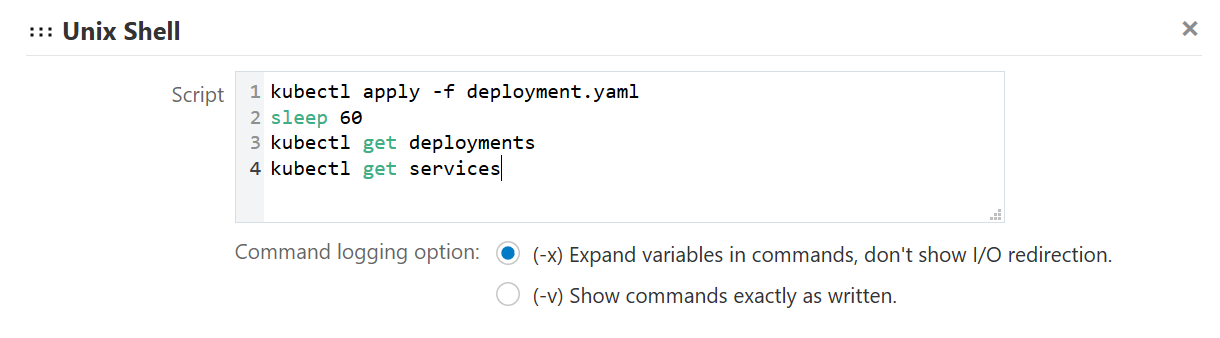 ::: Unix Shell ×
Script
1 kubectl apply -f deployment.yaml
2 sleep 60
3 kubectl get deployments
4 kubectl get services
Command logging option: (-x) Expand variables in commands, don't show I/O redirection.
(-v) Show commands exactly as written.